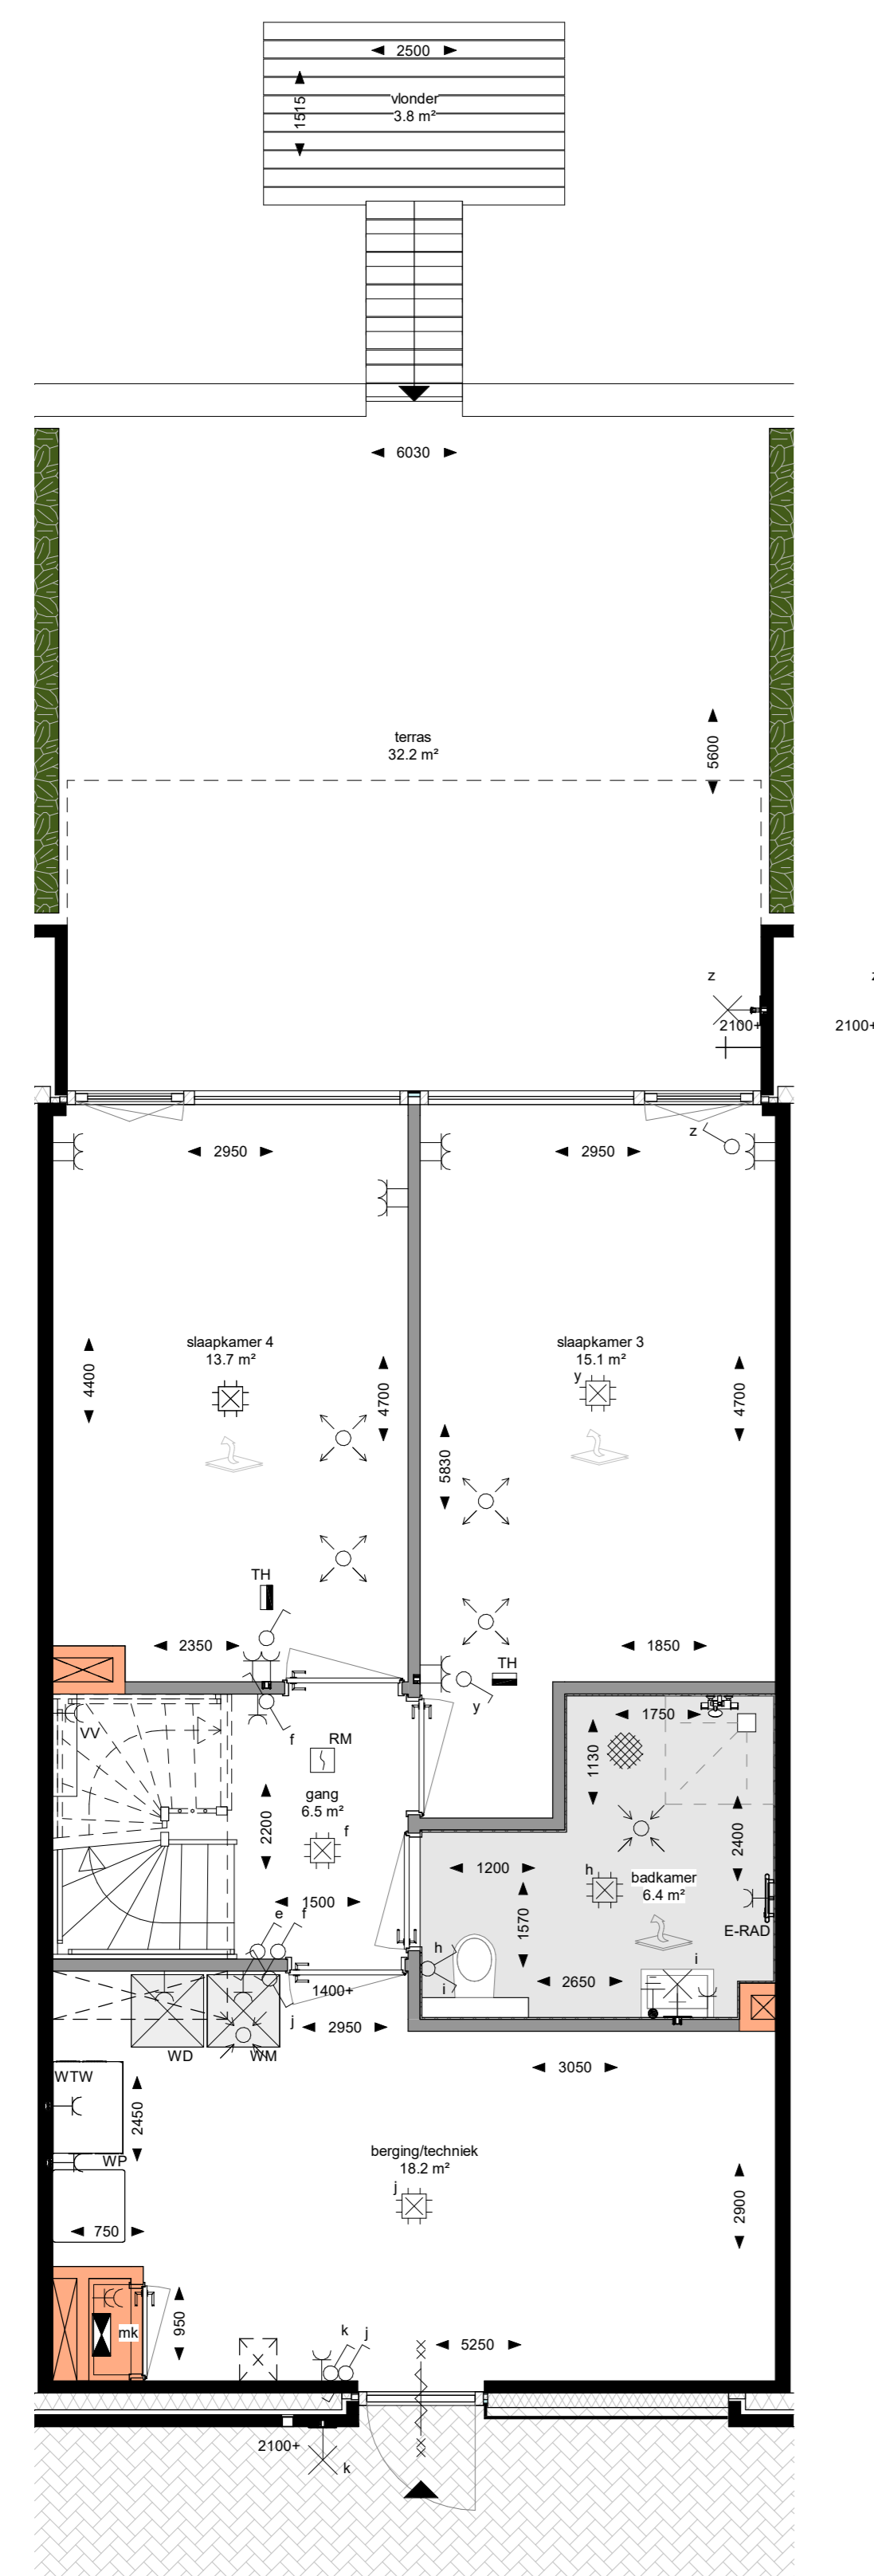 2500
1515
vlonder
3.8 m²
6030
terras
32.2 m²
5600
z
2100+
2100+
2950
2950
z
slaapkamer 4
13.7 m²
slaapkamer 3
15.1 m²
y
4400
4700
4700
5830
TH
2350
1850
TH
y
VV
f
RM
1750
1130
gang
6.5 m²
f
2200
2400
1200
h
badkamer
6.4 m²
1500
e
f
1570
E-RAD
h
i
i
2650
1400+
j
2950
WD
WM
3050
WTW
2450
WP
berging/techniek
18.2 m²
j
2900
750
mk
950
k
j
5250
2100+
k